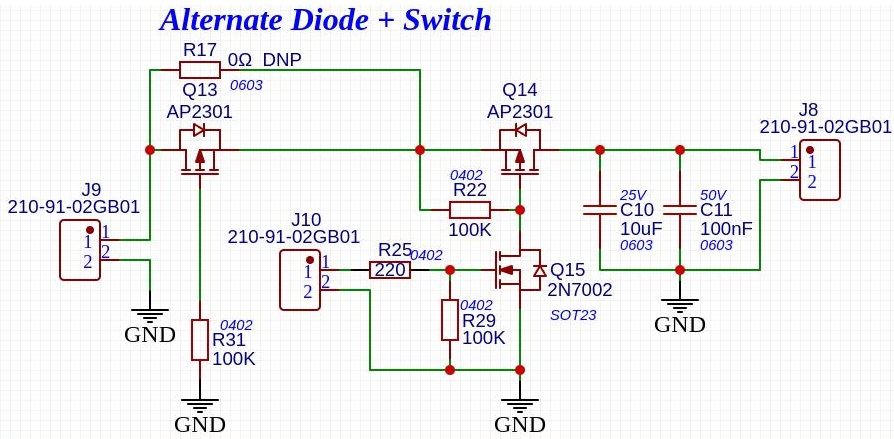 Alternate Diode + Switch
R17
0Ω DNP
0603
Q13
AP2301
Q14
AP2301
J8
210-91-02GB01
1
1
2
2
J9
210-91-02GB01
1
1
2
2
0402
R22
100K
25V
C10
10uF
0603
50V
C11
100nF
0603
J10
210-91-02GB01
1
1
2
2
R25
0402
220
Q15
2N7002
SOT23
0402
R29
100K
0402
R31
100K
GND
GND
GND
GND